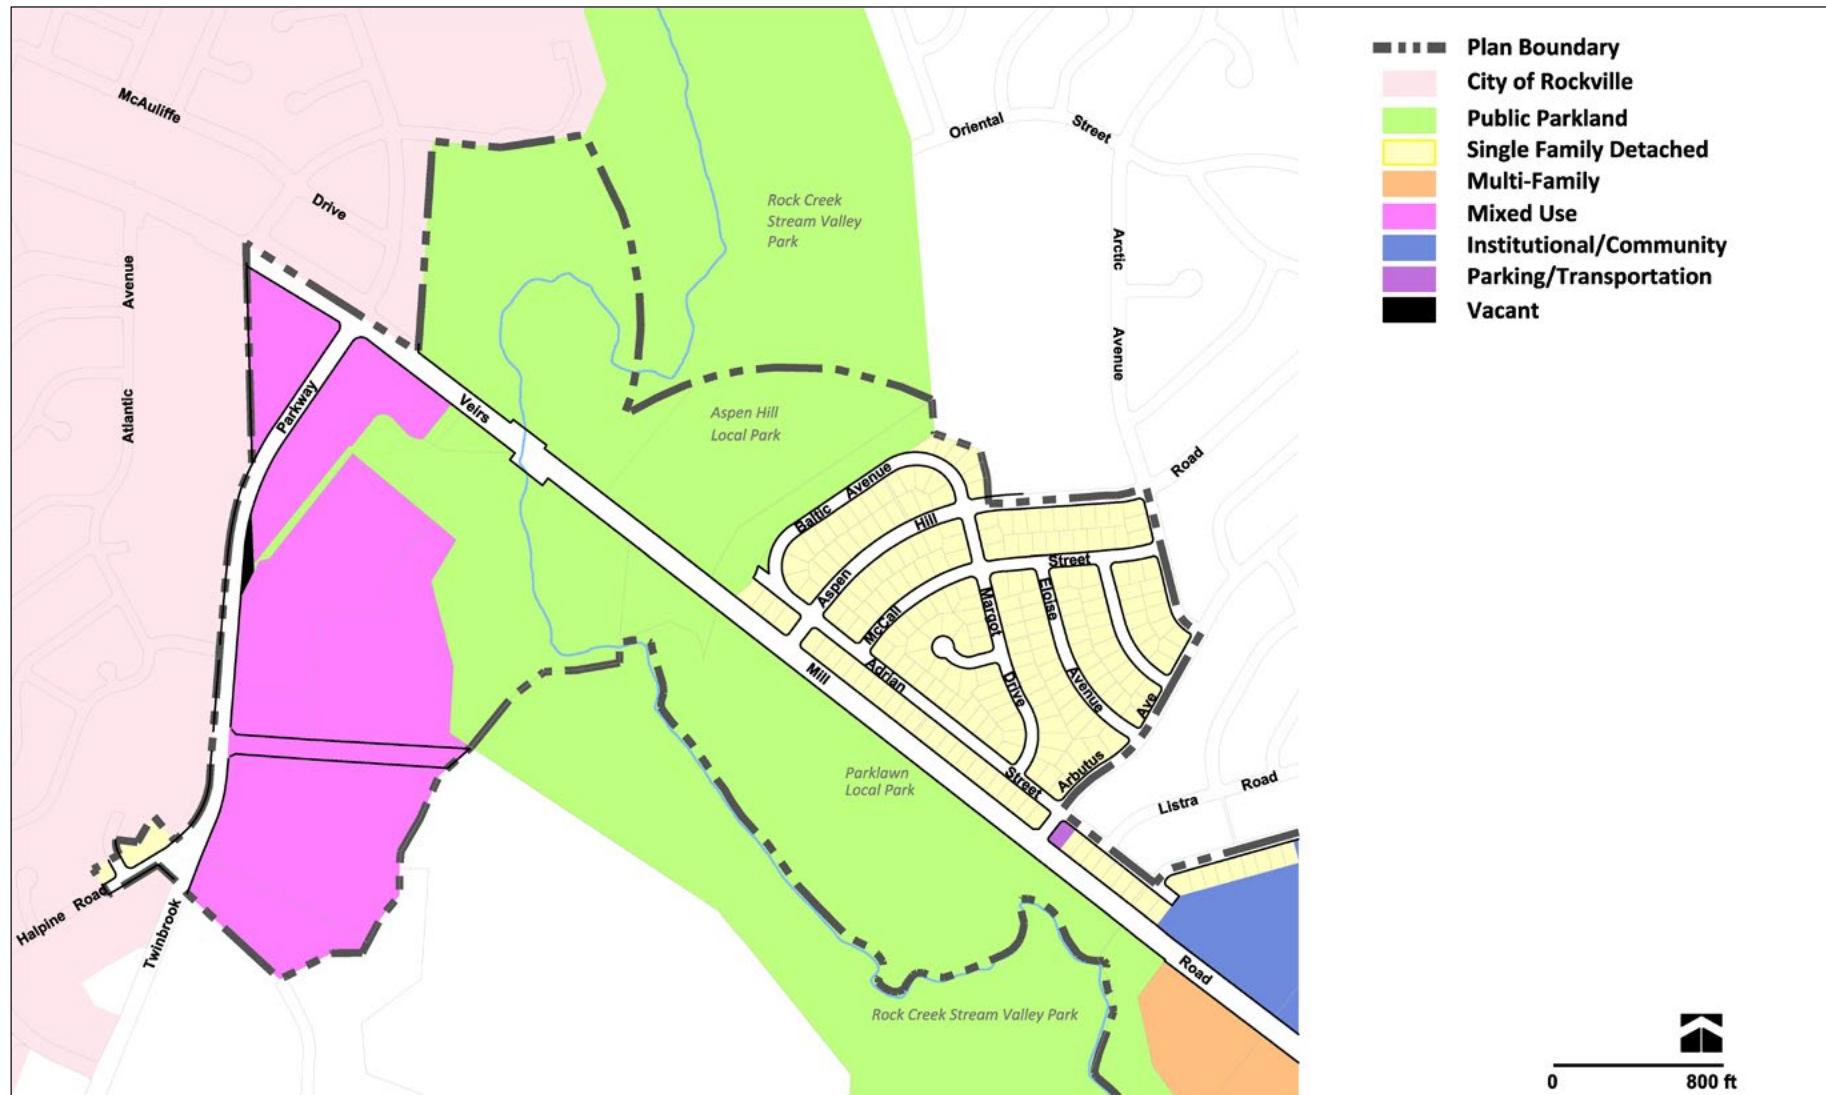 McAuliffe
Drive
Oriental
Street
Rock Creek
Stream Valley
Park
Arctic
Avenue
Avenue
Atlantic
Parkway
Veirs
Aspen Hill
Local Park
Road
Baltic Avenue
Aspen Hill
McCall Street
Margot
Drive
Eloise
Avenue
Adrian
Street
Mill
Ave
Arbutus
Parklawn
Local Park
Listra Road
Halpine Road
Twinbrook
Road
Rock Creek Stream Valley Park
Plan Boundary
City of Rockville
Public Parkland
Single Family Detached
Multi-Family
Mixed Use
Institutional/Community
Parking/Transportation
Vacant
0 800 ft